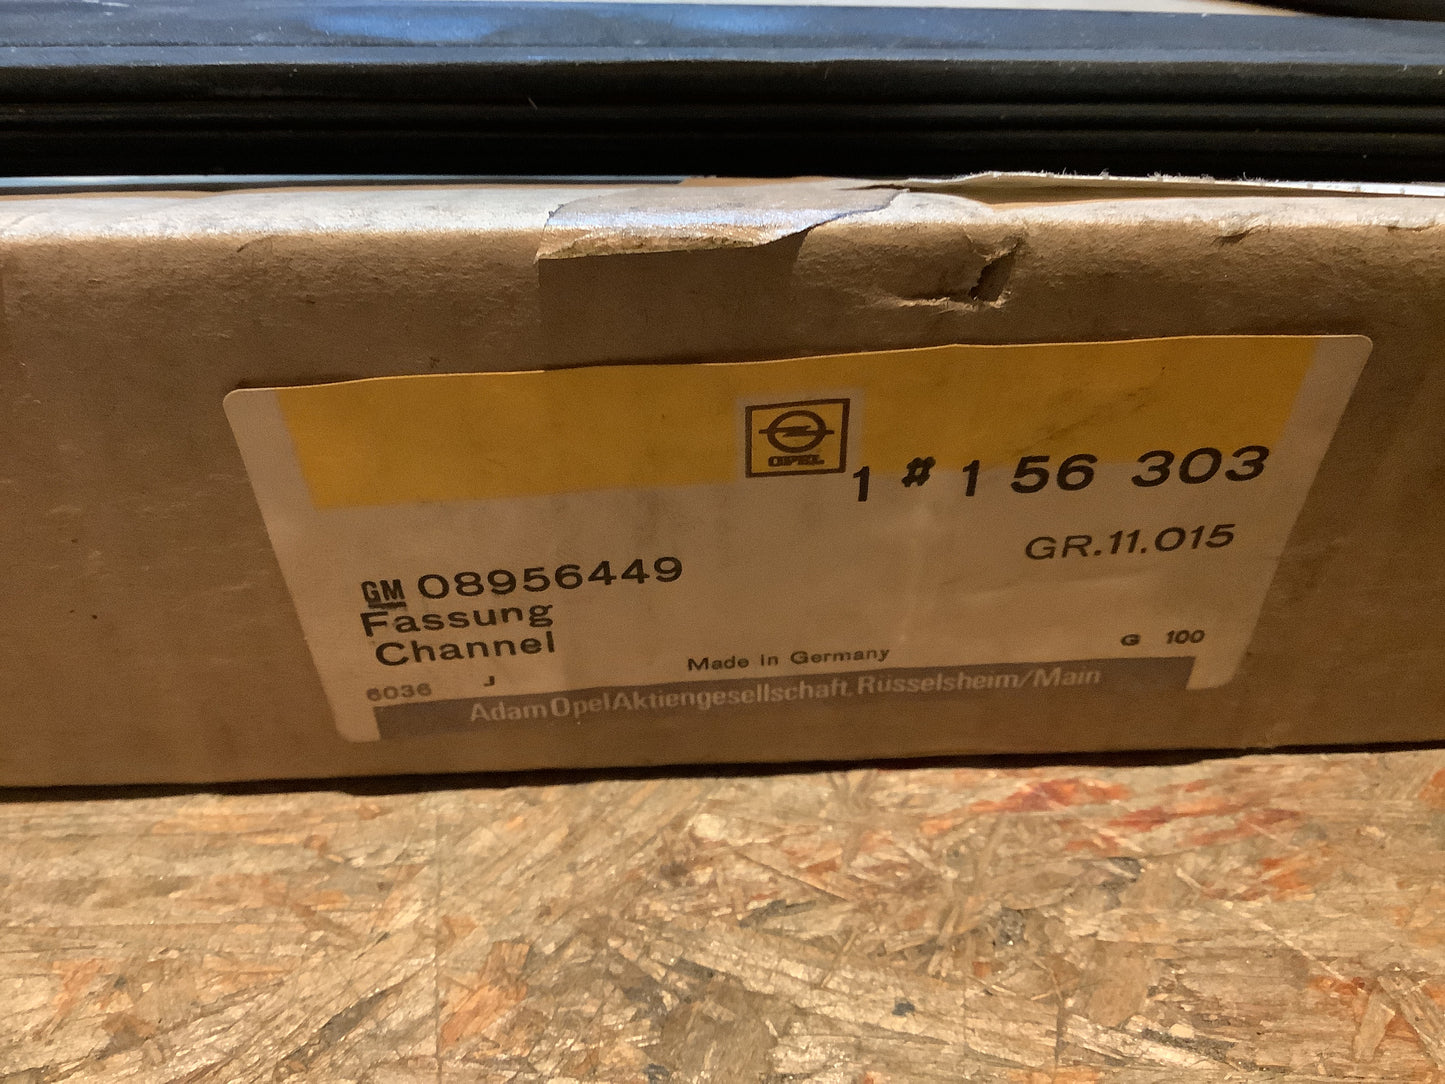 OPEL
1 # 1 56 303
GR.11.015
GM 08956449
Fassung
Channel
6036 J
Made in Germany
G 100
Adam Opel Aktiengesellschaft, Rüsselsheim/Main